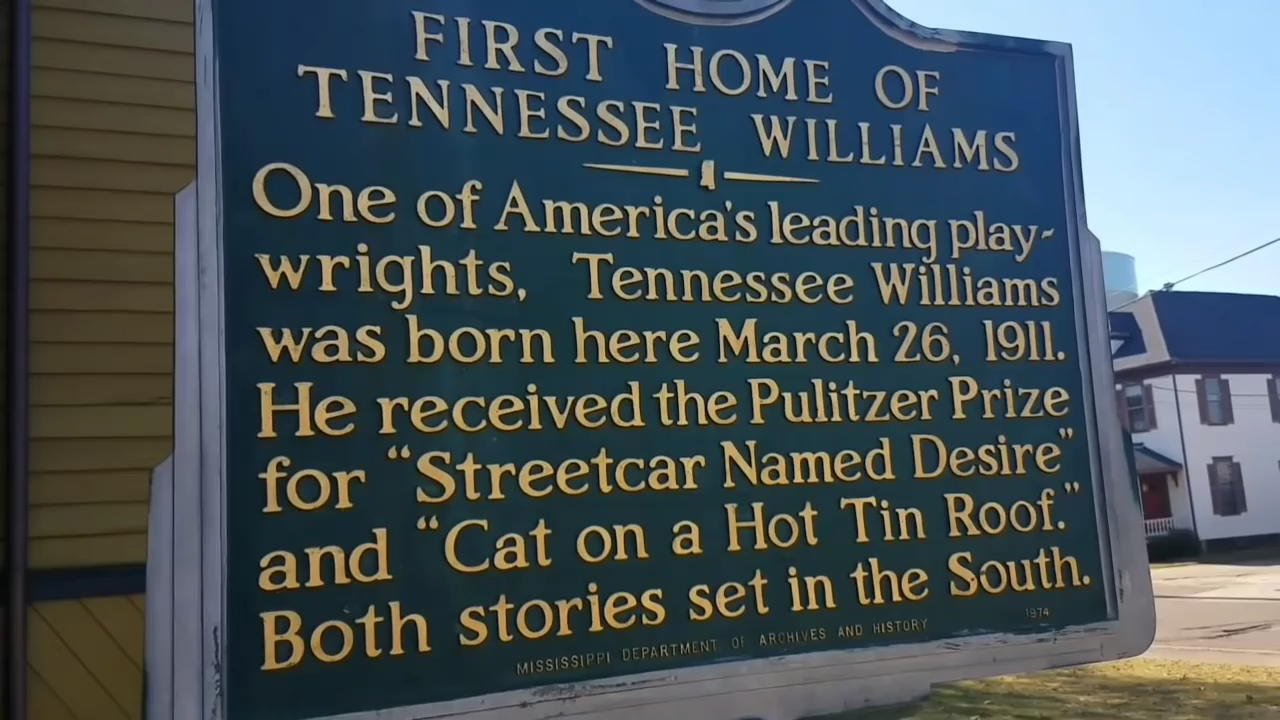 FIRST HOME OF
TENNESSEE WILLIAMS
One of America's leading play-
wrights, Tennessee Williams
was born here March 26, 1911.
He received the Pulitzer Prize
for "Streetcar Named Desire"
and "Cat on a Hot Tin Roof."
Both stories set in the South.
MISSISSIPPI DEPARTMENT OF ARCHIVES AND HISTORY 1974